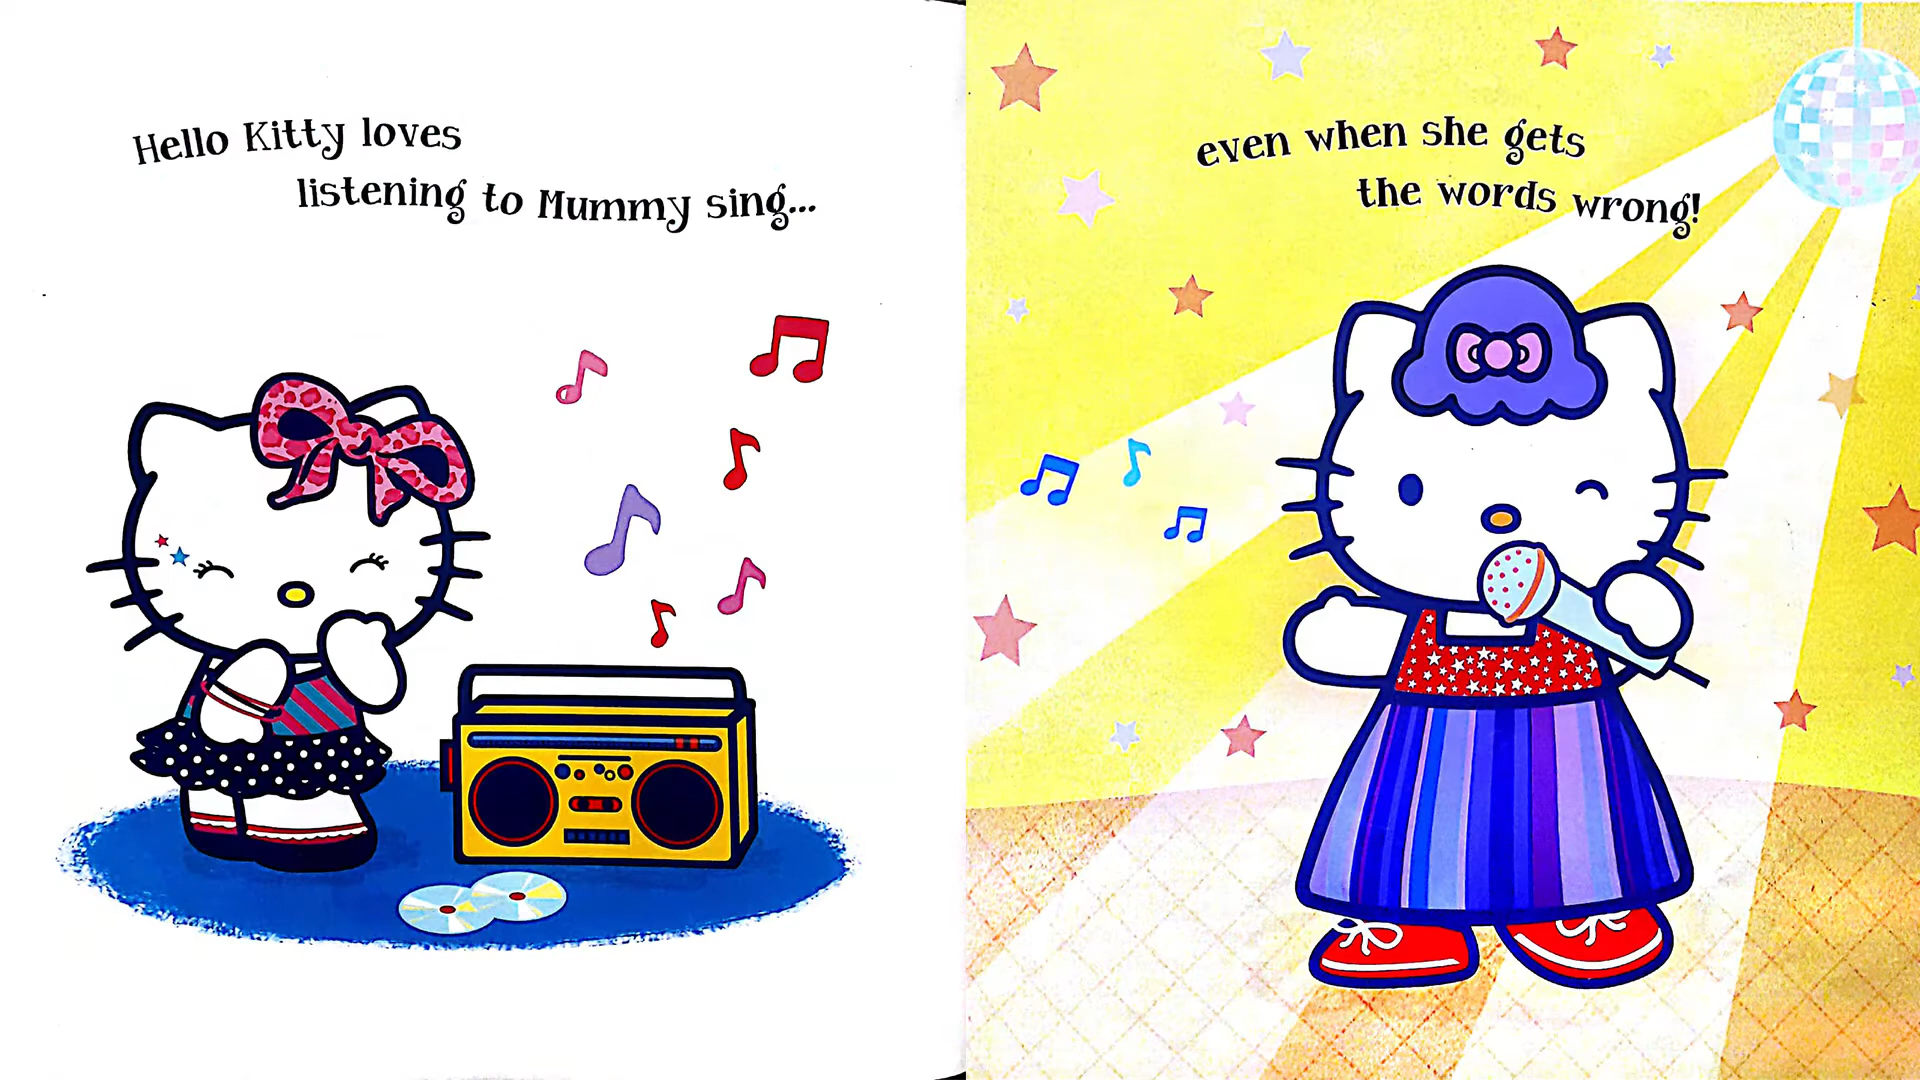 Hello Kitty loves
listening to Mummy sing...
even when she gets
the words wrong!